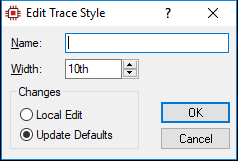 Edit Trace Style
?
Name:
Width: 10th
Changes
Local Edit
Update Defaults
OK
Cancel